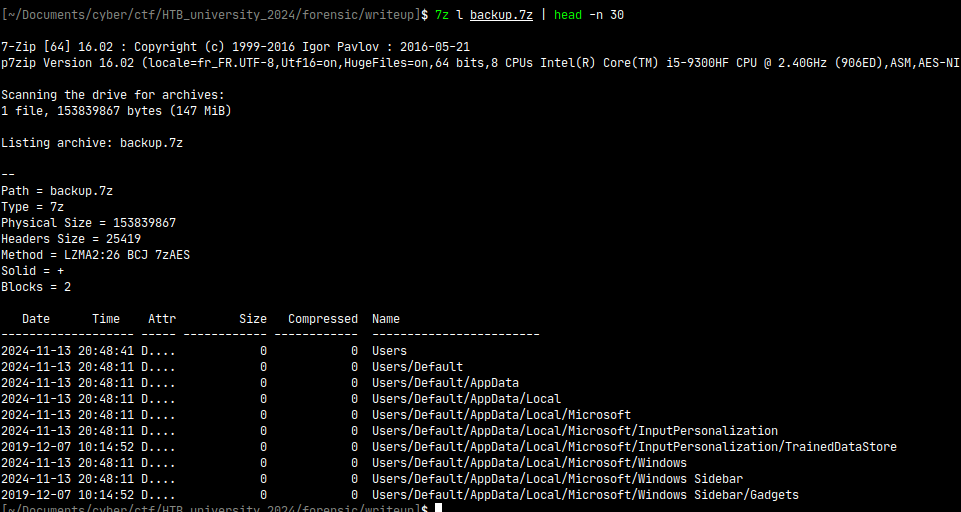 [~/Documents/cyber/ctf/HTB_university_2024/forensic/writeup]$ 7z l backup.7z | head -n 30
7-Zip [64] 16.02 : Copyright (c) 1999-2016 Igor Pavlov : 2016-05-21
p7zip Version 16.02 (locale=fr_FR.UTF-8,Utf16=on,HugeFiles=on,64 bits,8 CPUs Intel(R) Core(TM) i5-9300HF CPU @ 2.40GHz (906ED),ASM,AES-NI
Scanning the drive for archives:
1 file, 153839867 bytes (147 MiB)
Listing archive: backup.7z
--
Path = backup.7z
Type = 7z
Physical Size = 153839867
Headers Size = 25419
Method = LZMA2:26 BCJ 7zAES
Solid = +
Blocks = 2
   Date      Time    Attr         Size   Compressed  Name
------------------- ----- ------------ ------------  ------------------------
2024-11-13 20:48:41 D....            0            0  Users
2024-11-13 20:48:11 D....            0            0  Users/Default
2024-11-13 20:48:11 D....            0            0  Users/Default/AppData
2024-11-13 20:48:11 D....            0            0  Users/Default/AppData/Local
2024-11-13 20:48:11 D....            0            0  Users/Default/AppData/Local/Microsoft
2024-11-13 20:48:11 D....            0            0  Users/Default/AppData/Local/Microsoft/InputPersonalization
2019-12-07 10:14:52 D....            0            0  Users/Default/AppData/Local/Microsoft/InputPersonalization/TrainedDataStore
2024-11-13 20:48:11 D....            0            0  Users/Default/AppData/Local/Microsoft/Windows
2024-11-13 20:48:11 D....            0            0  Users/Default/AppData/Local/Microsoft/Windows Sidebar
2019-12-07 10:14:52 D....            0            0  Users/Default/AppData/Local/Microsoft/Windows Sidebar/Gadgets
[~/Documents/cyber/ctf/HTB_university_2024/forensic/writeup]$